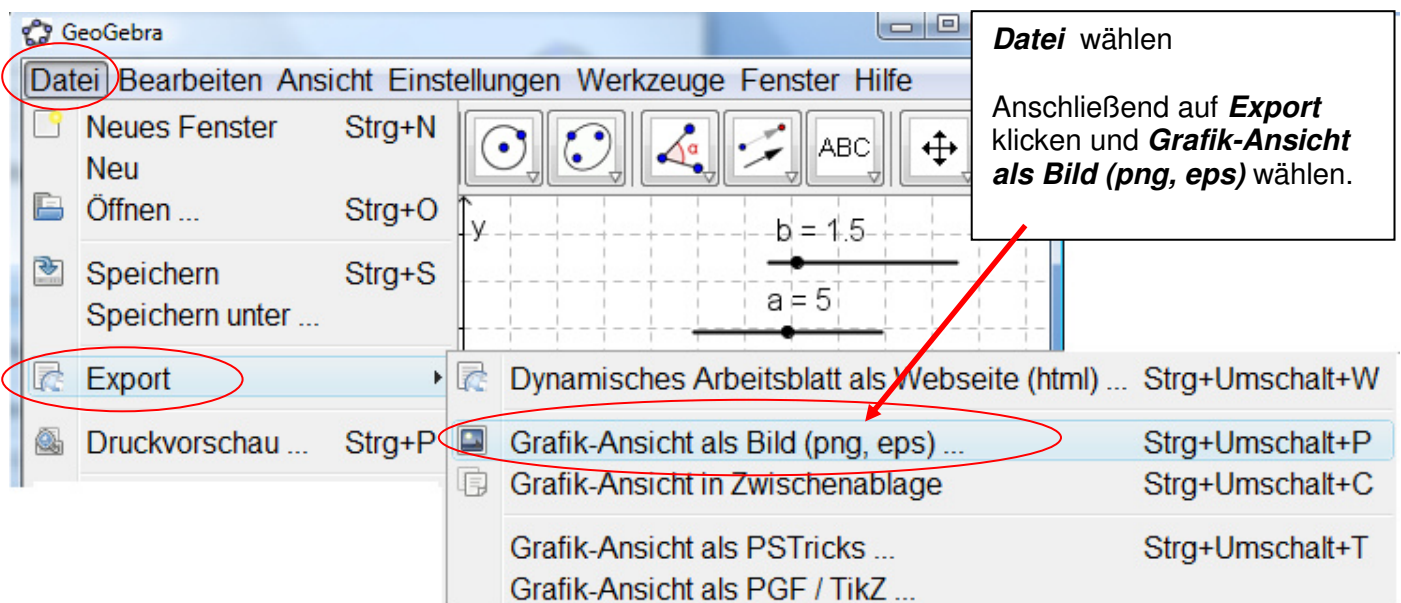 GeoGebra
Datei Bearbeiten Ansicht Einstellungen Werkzeuge Fenster Hilfe
Neues Fenster Strg+N
Neu
Öffnen ... Strg+O
Speichern Strg+S
Speichern unter ...
Export
Druckvorschau ... Strg+P
α
ABC
y
b = 1.5
a = 5
Datei wählen
Anschließend auf Export
klicken und Grafik-Ansicht
als Bild (png, eps) wählen.
Dynamisches Arbeitsblatt als Webseite (html) ... Strg+Umschalt+W
Grafik-Ansicht als Bild (png, eps) ... Strg+Umschalt+P
Grafik-Ansicht in Zwischenablage Strg+Umschalt+C
Grafik-Ansicht als PSTricks ... Strg+Umschalt+T
Grafik-Ansicht als PGF / TikZ ...